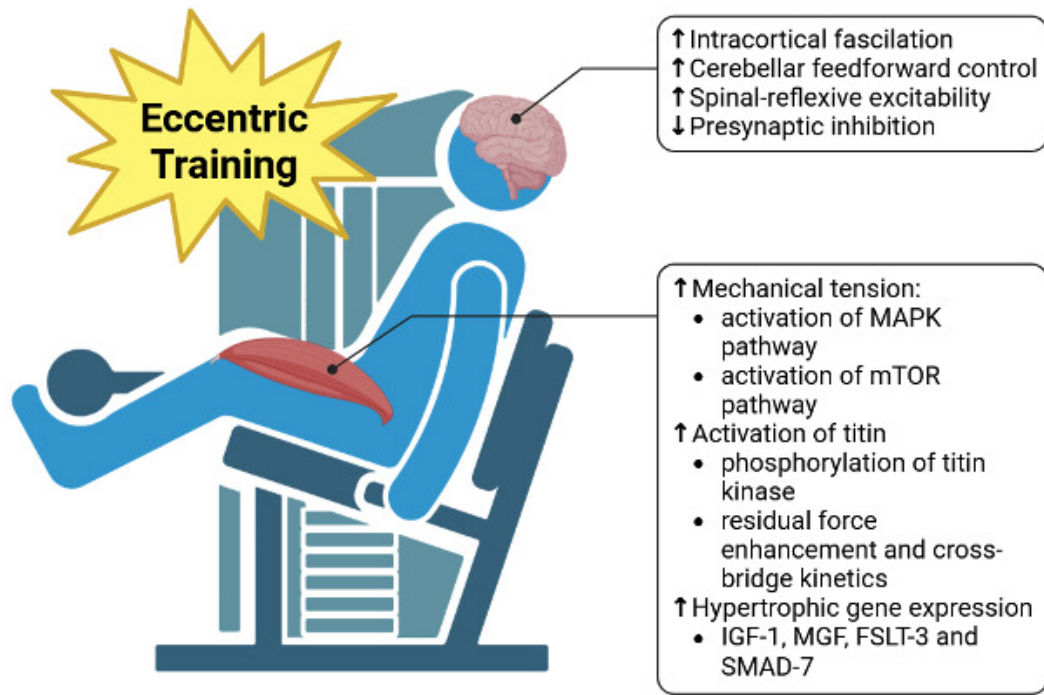 Eccentric
Training
↑Intracortical fascilation
↑Cerebellar feedforward control
↑Spinal-reflexive excitability
↓Presynaptic inhibition
↑Mechanical tension:
• activation of MAPK
pathway
• activation of mTOR
pathway
↑Activation of titin
• phosphorylation of titin
kinase
• residual force
enhancement and cross-
bridge kinetics
↑Hypertrophic gene expression
• IGF-1, MGF, FSLT-3 and
SMAD-7